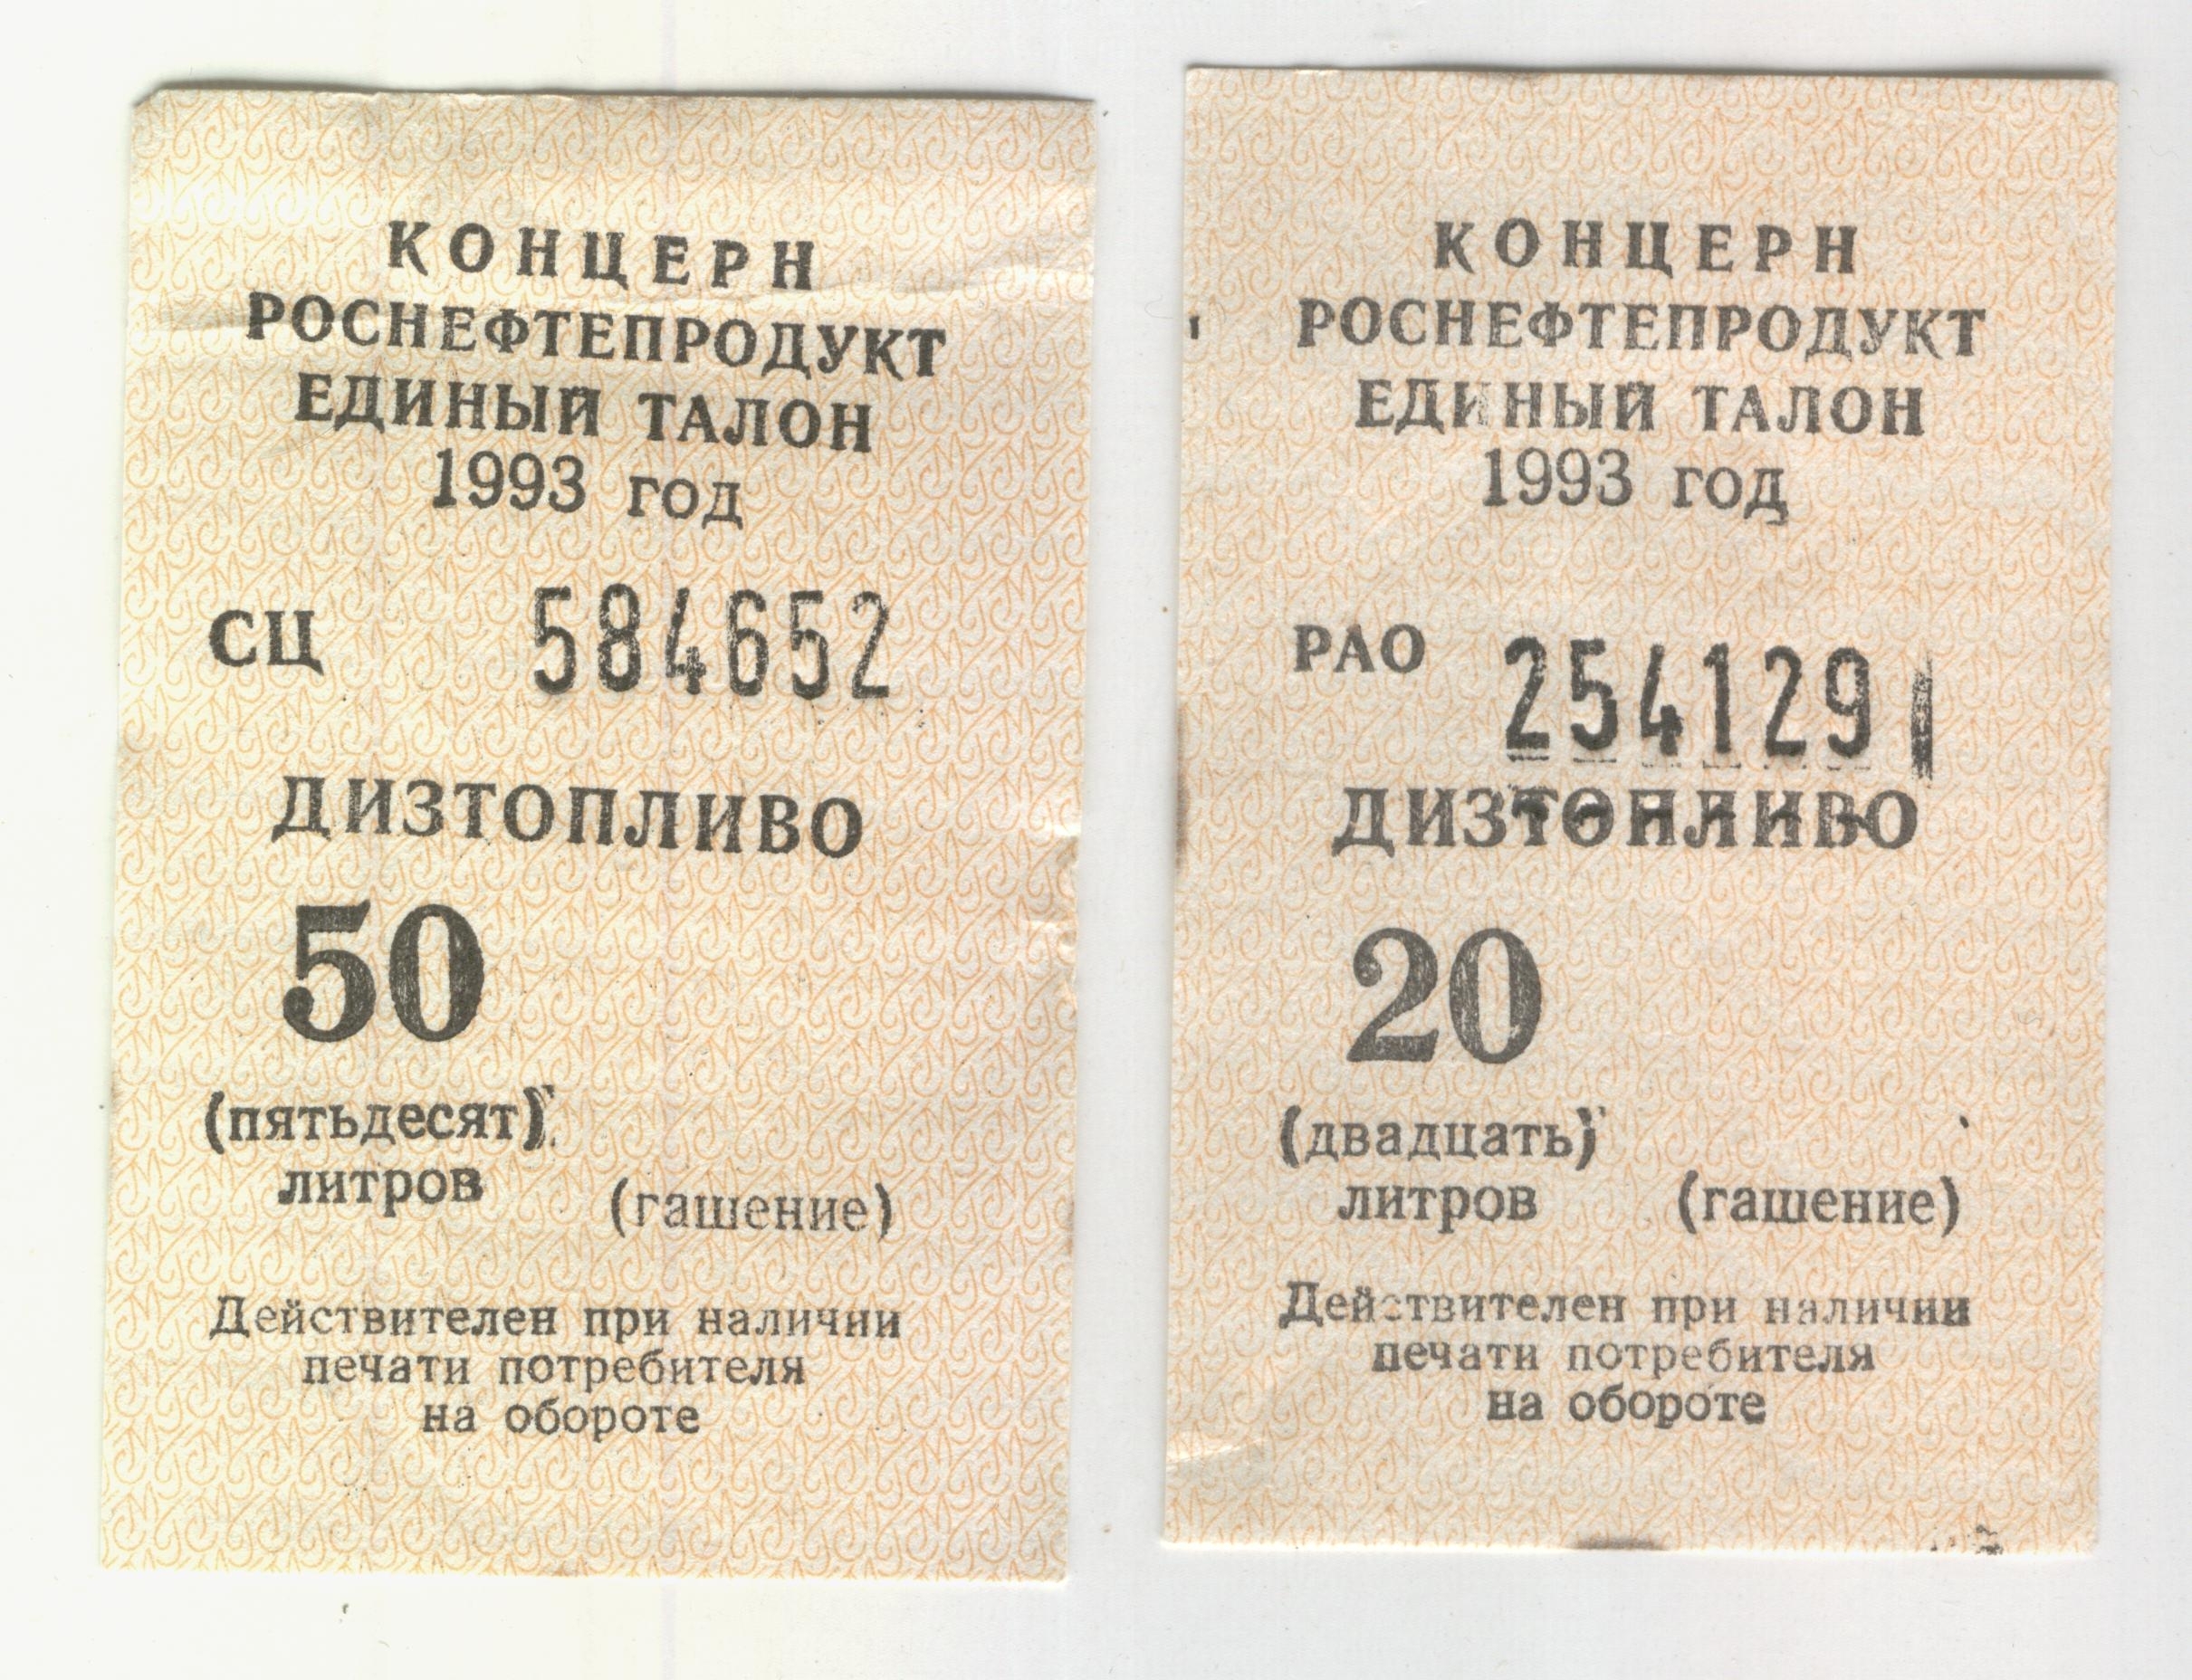 КОНЦЕРН
РОСНЕФТЕПРОДУКТ
ЕДИНЫЙ ТАЛОН
1993 год
СЦ 584652
ДИЗТОПЛИВО
50
(пятьдесят)
литров (гашение)
Действителен при наличии
печати потребителя
на обороте
КОНЦЕРН
РОСНЕФТЕПРОДУКТ
ЕДИНЫЙ ТАЛОН
1993 год
РАО 254129
ДИЗТОПЛИВО
20
(двадцать)
литров (гашение)
Действителен при наличии
печати потребителя
на обороте